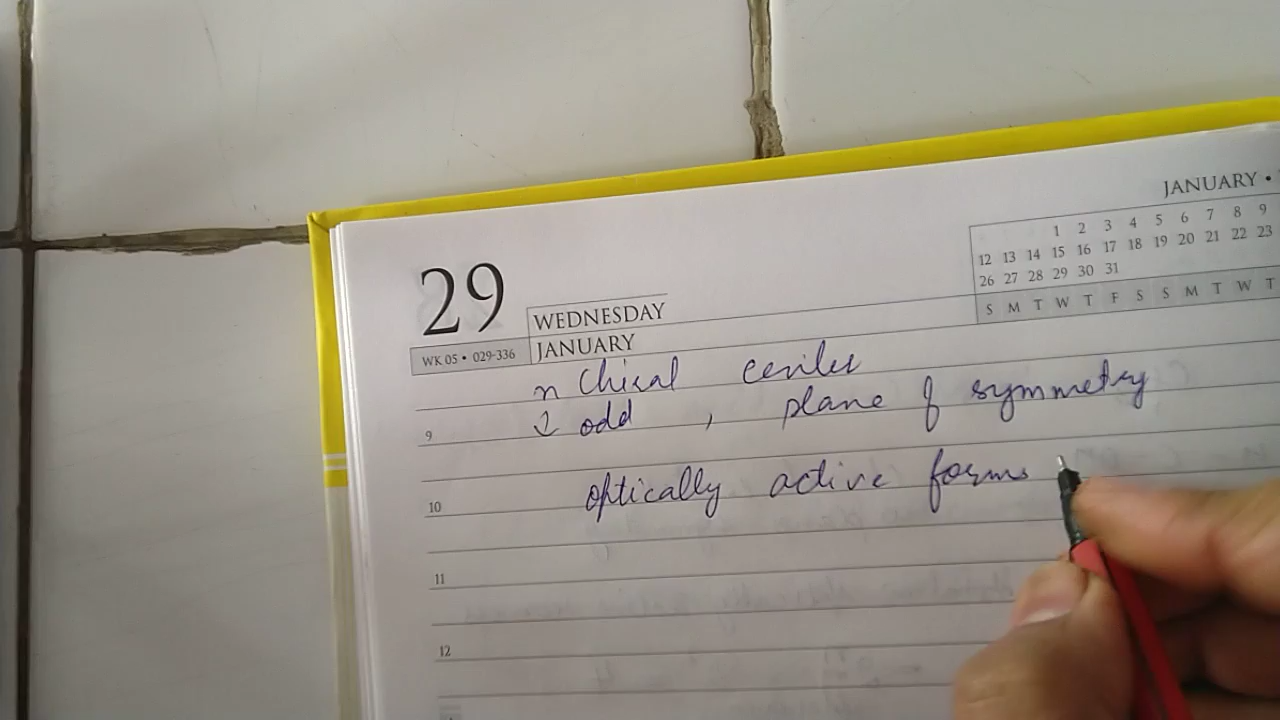 JANUARY •
1 2 3 4 5 6 7 8 9
12 13 14 15 16 17 18 19 20 21 22 23
26 27 28 29 30 31
S M T W T F S S M T W T
29
WEDNESDAY
WK 05 • 029-336
JANUARY
n Chiral center
↓ odd , plane of symmetry
9
optically active forms
10
11
12